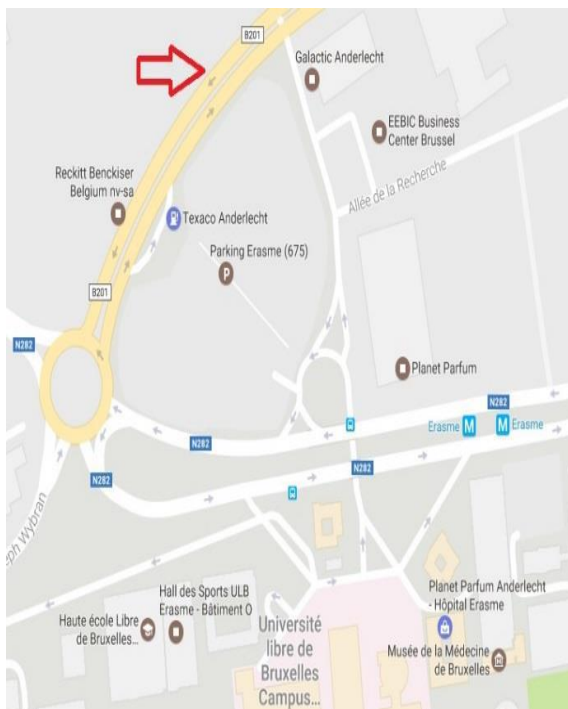 B201
Galactic Anderlecht
EEBIC Business
Center Brussel
Allée de la Recherche
Reckitt Benckiser
Belgium nv-sa
Texaco Anderlecht
Parking Erasme (675)
P
B201
N282
Planet Parfum
N282
Erasme M
M Erasme
N282
N282
N282
eph Wybran
Hall des Sports ULB
Erasme - Bâtiment O
Haute école Libre
de Bruxelles...
Université
libre de
Bruxelles
Campus...
Planet Parfum Anderlecht
- Hôpital Erasme
Musée de la Médecine
de Bruxelles